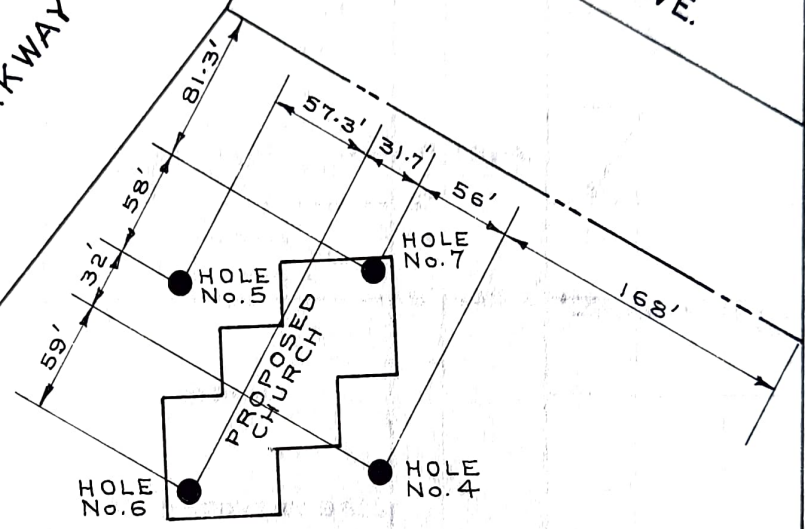 KWAY
VE.
81.3'
57.3'
31.7'
56'
58'
168'
32'
59'
HOLE
No.7
HOLE
No.5
PROPOSED
CHURCH
HOLE
No.6
HOLE
No.4